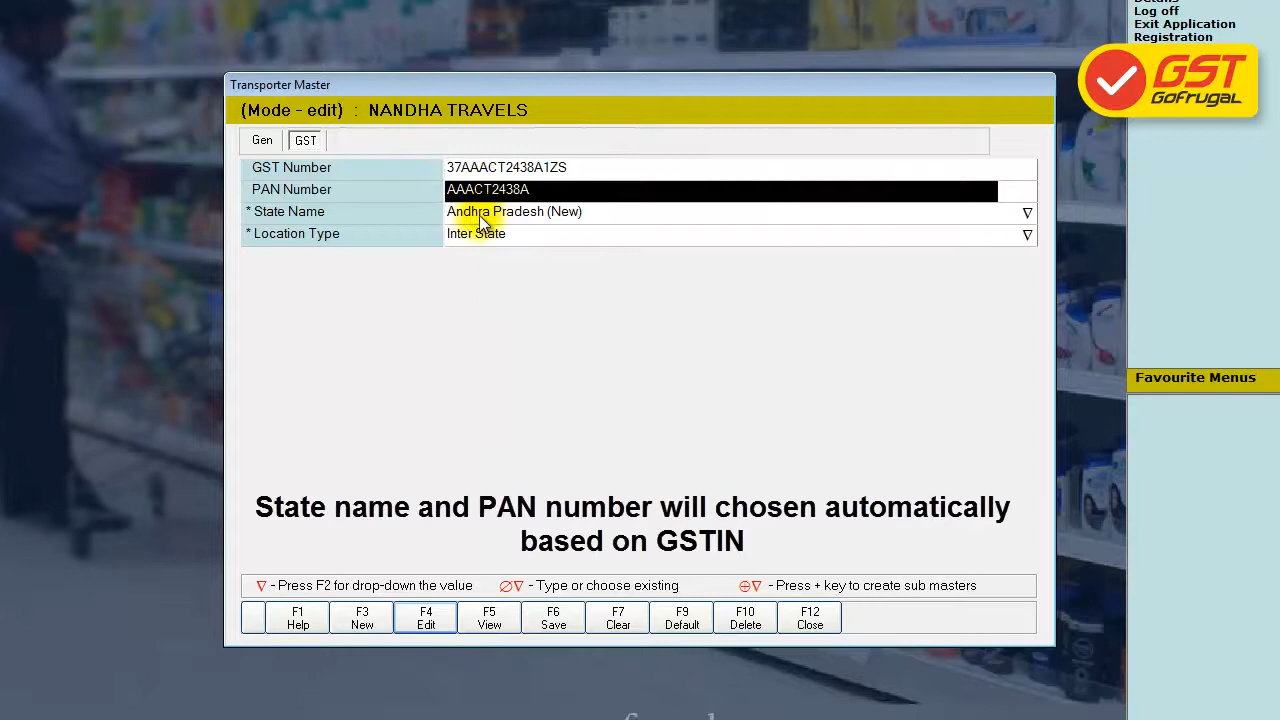 Log off
Exit Application
Registration
GST
GOFRUGAL
Transporter Master
(Mode - edit) : NANDHA TRAVELS
Gen GST
GST Number 37AAACT2438A1ZS
PAN Number AAACT2438A
* State Name Andhra Pradesh (New)
* Location Type Inter State
Favourite Menus
State name and PAN number will chosen automatically
based on GSTIN
- Press F2 for drop-down the value - Type or choose existing - Press + key to create sub masters
F1 Help F3 New F4 Edit F5 View F6 Save F7 Clear F9 Default F10 Delete F12 Close